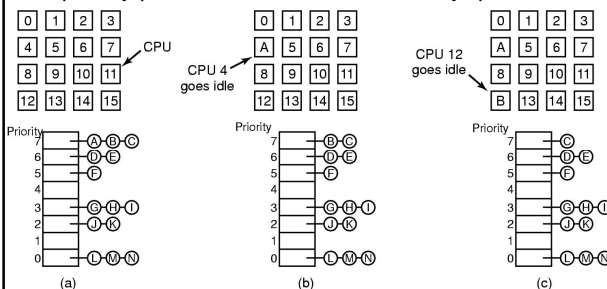 0 1 2 3
4 5 6 7
8 9 10 11
12 13 14 15
CPU
Priority
7 A B C
6 D E
5 F
4
3 G H I
2 J K
1
0 L M N
(a)
0 1 2 3
A 5 6 7
8 9 10 11
12 13 14 15
CPU 4
goes idle
Priority
7 B C
6 D E
5 F
4
3 G H I
2 J K
1
0 L M N
(b)
0 1 2 3
A 5 6 7
8 9 10 11
B 13 14 15
CPU 12
goes idle
Priority
7 C
6 D E
5 F
4
3 G H I
2 J K
1
0 L M N
(c)